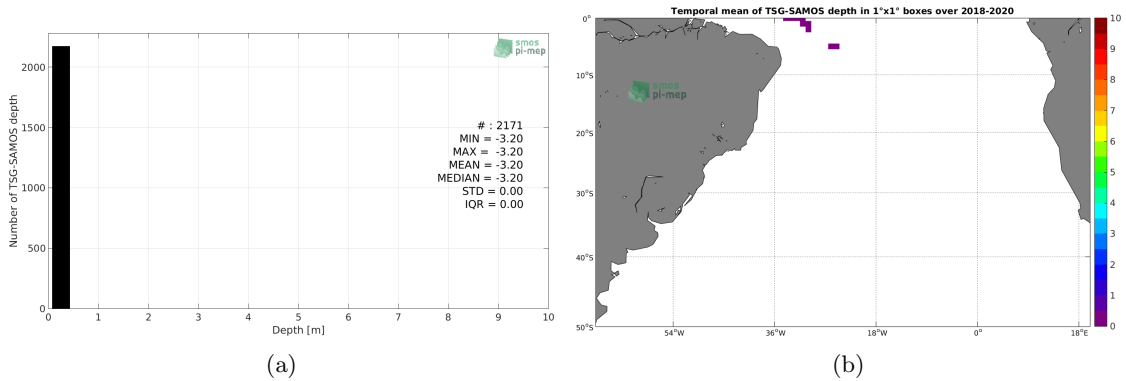 smos
pi-mep
2000
1500
1000
500
0
Number of TSG-SAMOS depth
# : 2171
MIN = -3.20
MAX = -3.20
MEAN = -3.20
MEDIAN = -3.20
STD = 0.00
IQR = 0.00
0 1 2 3 4 5 6 7 8 9 10
Depth [m]
(a)
Temporal mean of TSG-SAMOS depth in 1°x1° boxes over 2018-2020
0°
10°S
20°S
30°S
40°S
50°S
smos
pi-mep
54°W 36°W 18°W 0° 18°E
10
9
8
7
6
5
4
3
2
1
0
(b)